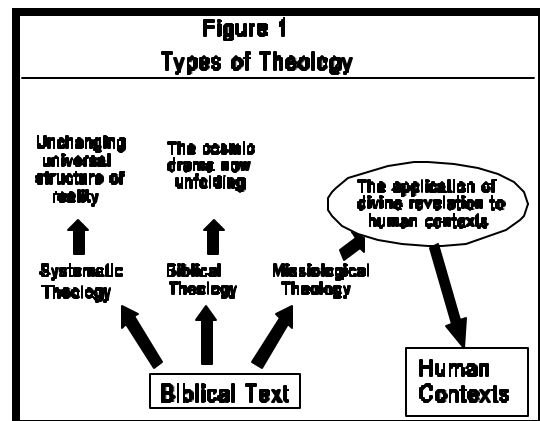 Figure 1
Types of Theology
Unchanging
universal
structure of
reality
The cosmic
drama now
unfolding
The application of
divine revelation to
human contexts
Systematic
Theology
Biblical
Theology
Missiological
Theology
Biblical Text
Human
Contexts